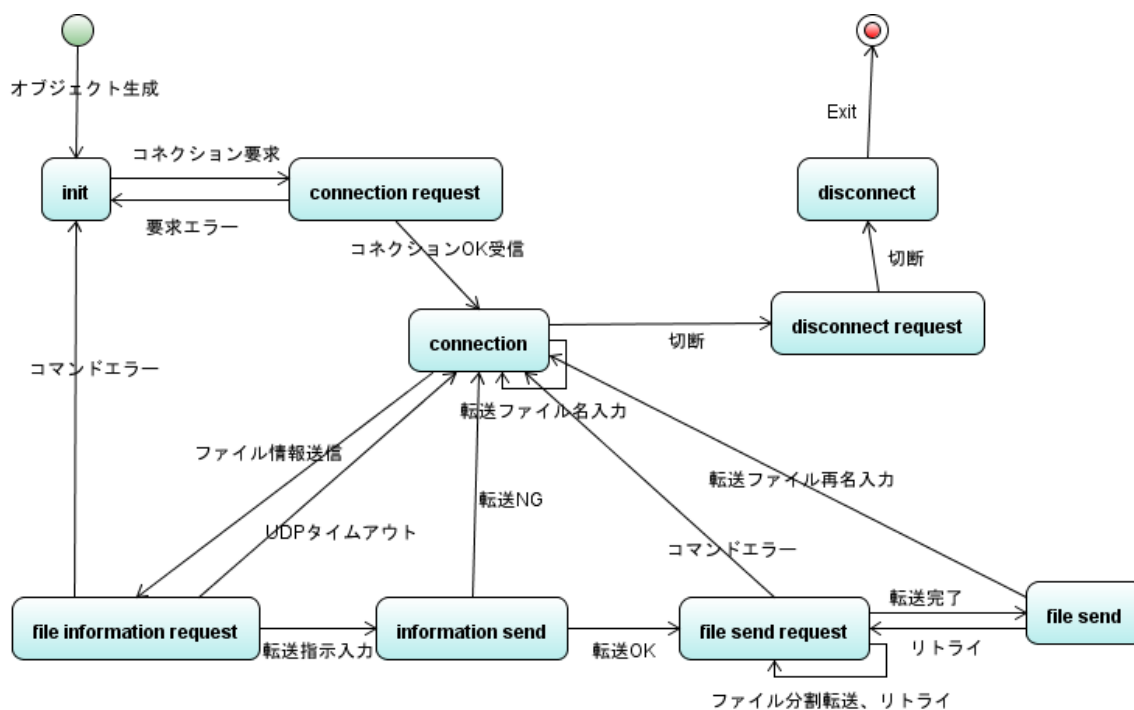 オブジェクト生成
Exit
コネクション要求
init
connection request
disconnect
要求エラー
コネクションOK受信
切断
connection
disconnect request
切断
コマンドエラー
転送ファイル名入力
ファイル情報送信
転送ファイル再名入力
転送NG
UDPタイムアウト
コマンドエラー
転送完了
file information request
information send
file send request
file send
転送指示入力
転送OK
リトライ
ファイル分割転送、リトライ